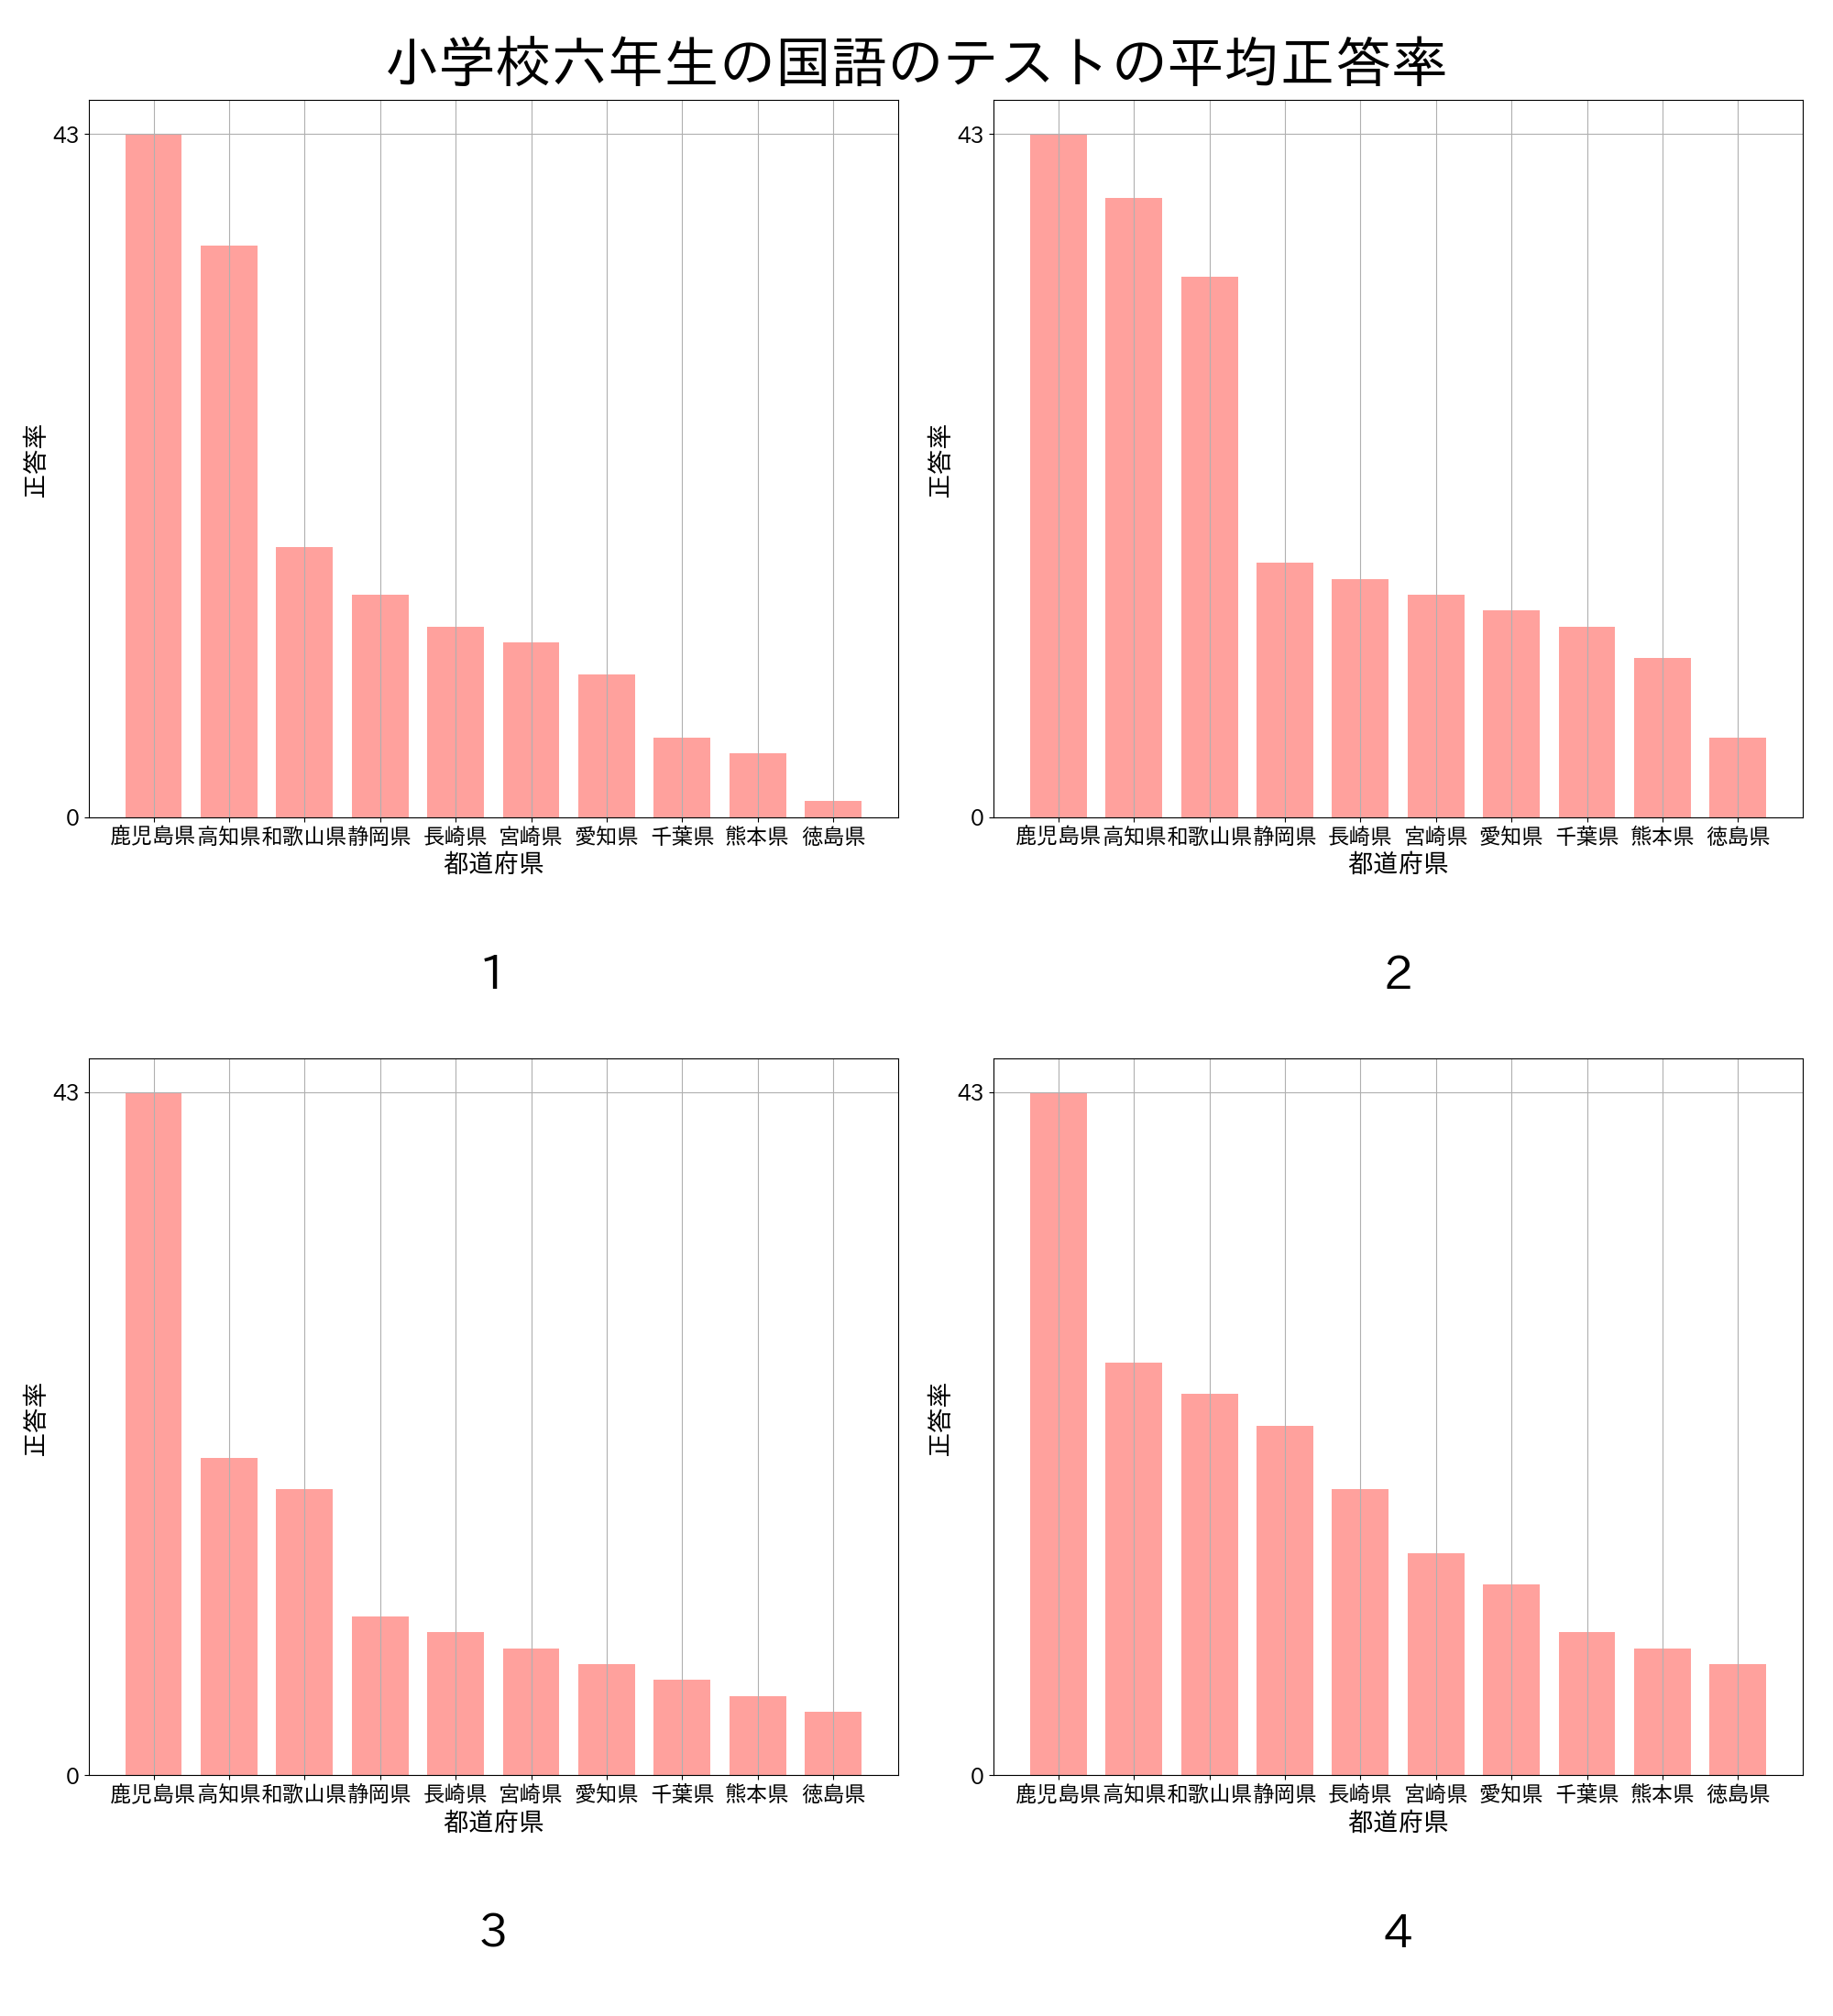 小学校六年生の国語のテストの平均正答率
43
正答率
0
鹿児島県 高知県 和歌山県 静岡県 長崎県 宮崎県 愛知県 千葉県 熊本県 徳島県
都道府県
1
43
正答率
0
鹿児島県 高知県 和歌山県 静岡県 長崎県 宮崎県 愛知県 千葉県 熊本県 徳島県
都道府県
2
43
正答率
0
鹿児島県 高知県 和歌山県 静岡県 長崎県 宮崎県 愛知県 千葉県 熊本県 徳島県
都道府県
3
43
正答率
0
鹿児島県 高知県 和歌山県 静岡県 長崎県 宮崎県 愛知県 千葉県 熊本県 徳島県
都道府県
4